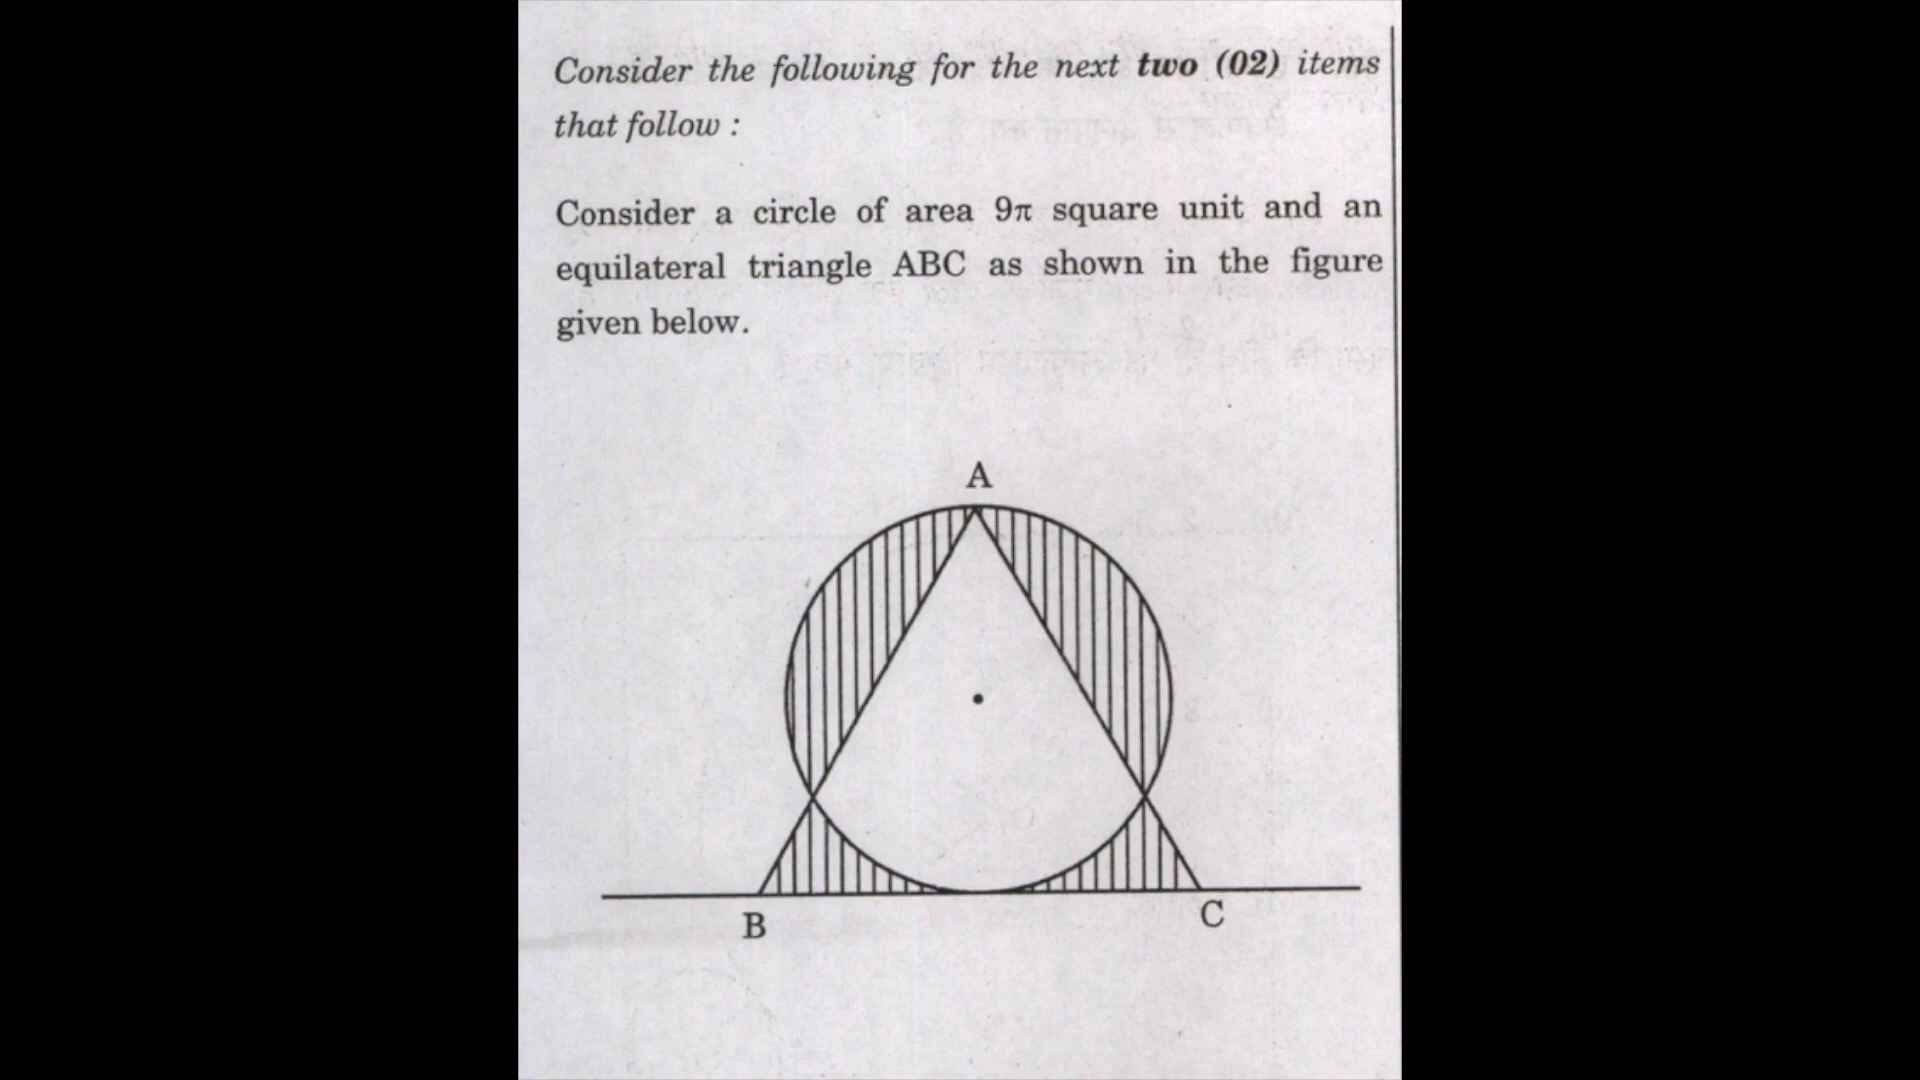 Consider the following for the next two (02) items
that follow :
Consider a circle of area 9π square unit and an
equilateral triangle ABC as shown in the figure
given below.
A
B
C